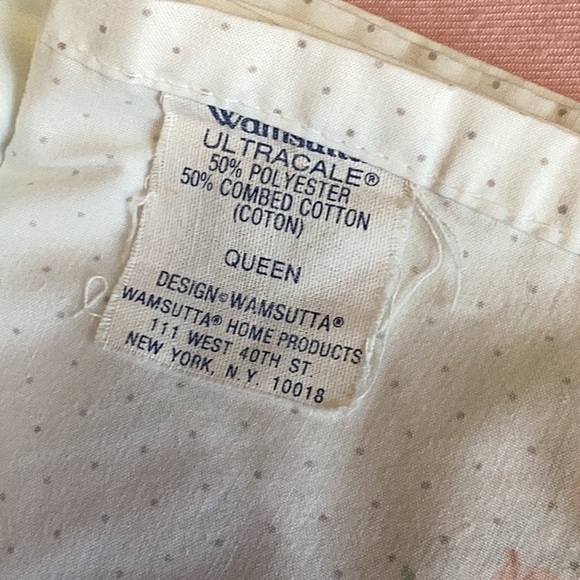 Wamsutta
ULTRACALE®
50% POLYESTER
50% COMBED COTTON
(COTON)
QUEEN
DESIGN © WAMSUTTA®
WAMSUTTA® HOME PRODUCTS
111 WEST 40TH ST.
NEW YORK, N.Y. 10018